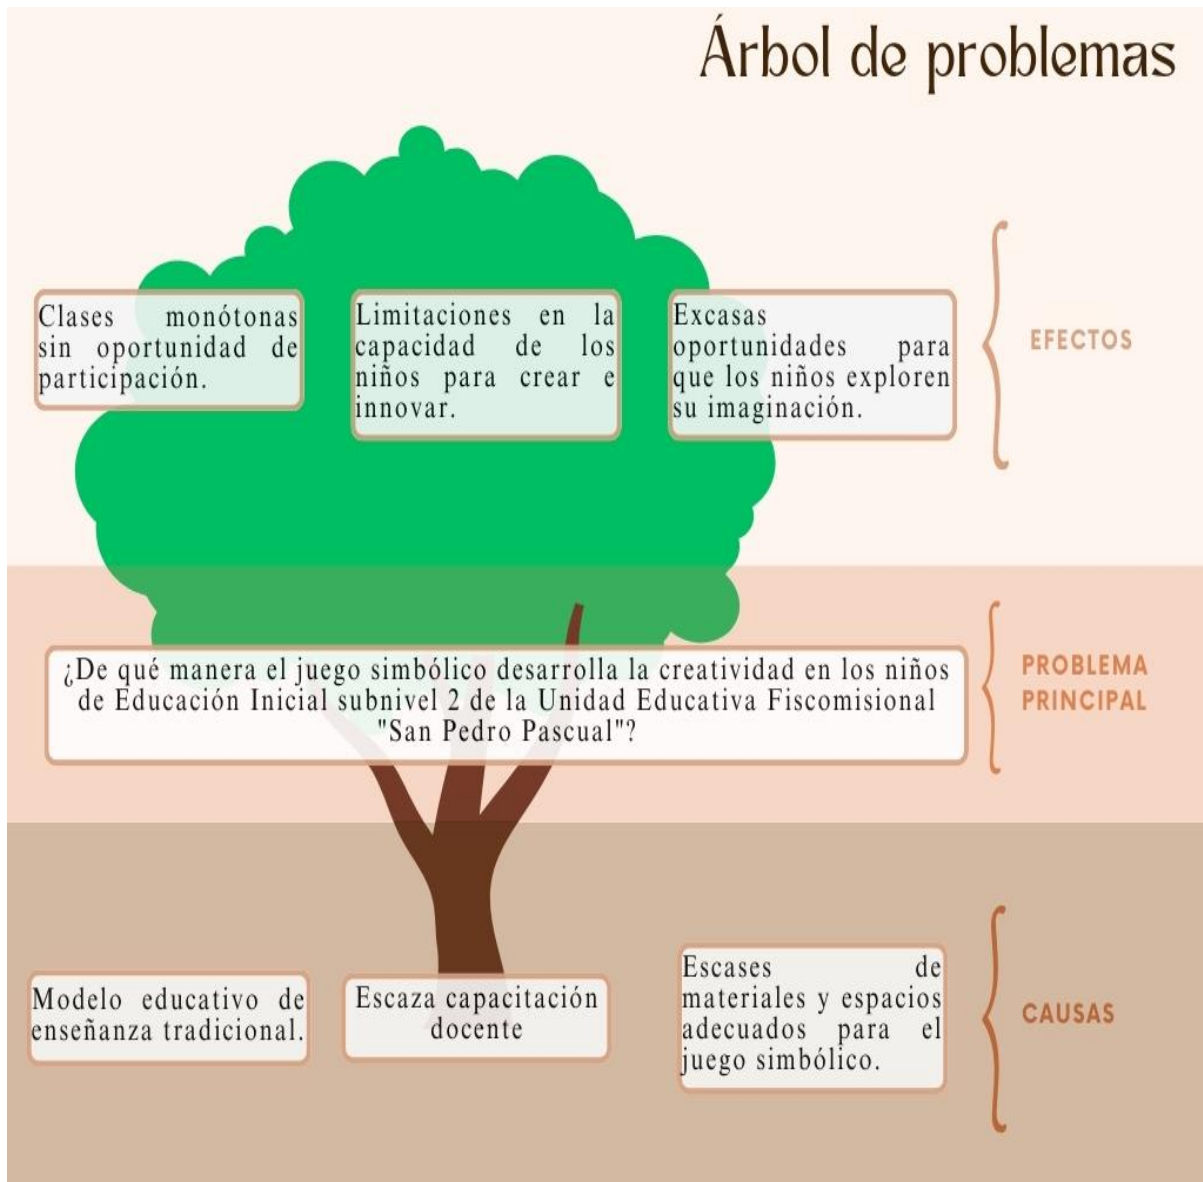 Árbol de problemas
Clases monótonas
sin oportunidad de
participación.
Limitaciones en la
capacidad de los
niños para crear e
innovar.
Excasas
oportunidades para
que los niños exploren
su imaginación.
EFECTOS
¿De qué manera el juego simbólico desarrolla la creatividad en los niños
de Educación Inicial subnivel 2 de la Unidad Educativa Fiscomisional
"San Pedro Pascual"?
PROBLEMA
PRINCIPAL
Modelo educativo de
enseñanza tradicional.
Escaza capacitación
docente
Escases de
materiales y espacios
adecuados para el
juego simbólico.
CAUSAS